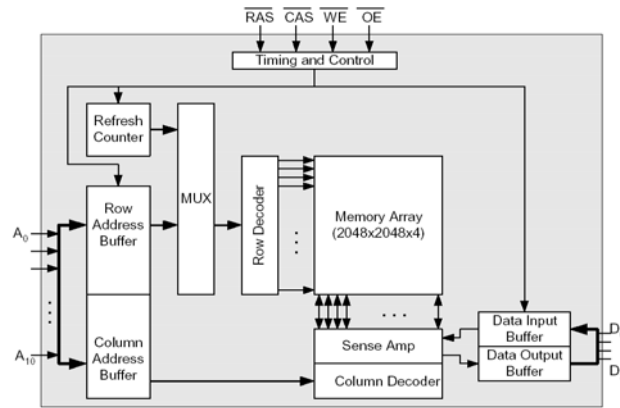 RAS CAS WE OE
Timing and Control
Refresh
Counter
MUX
Row Decoder
Memory Array
(2048x2048x4)
Row
Address
Buffer
A0
A10
Column
Address
Buffer
Sense Amp
Column Decoder
Data Input
Buffer
Data Output
Buffer
D
D